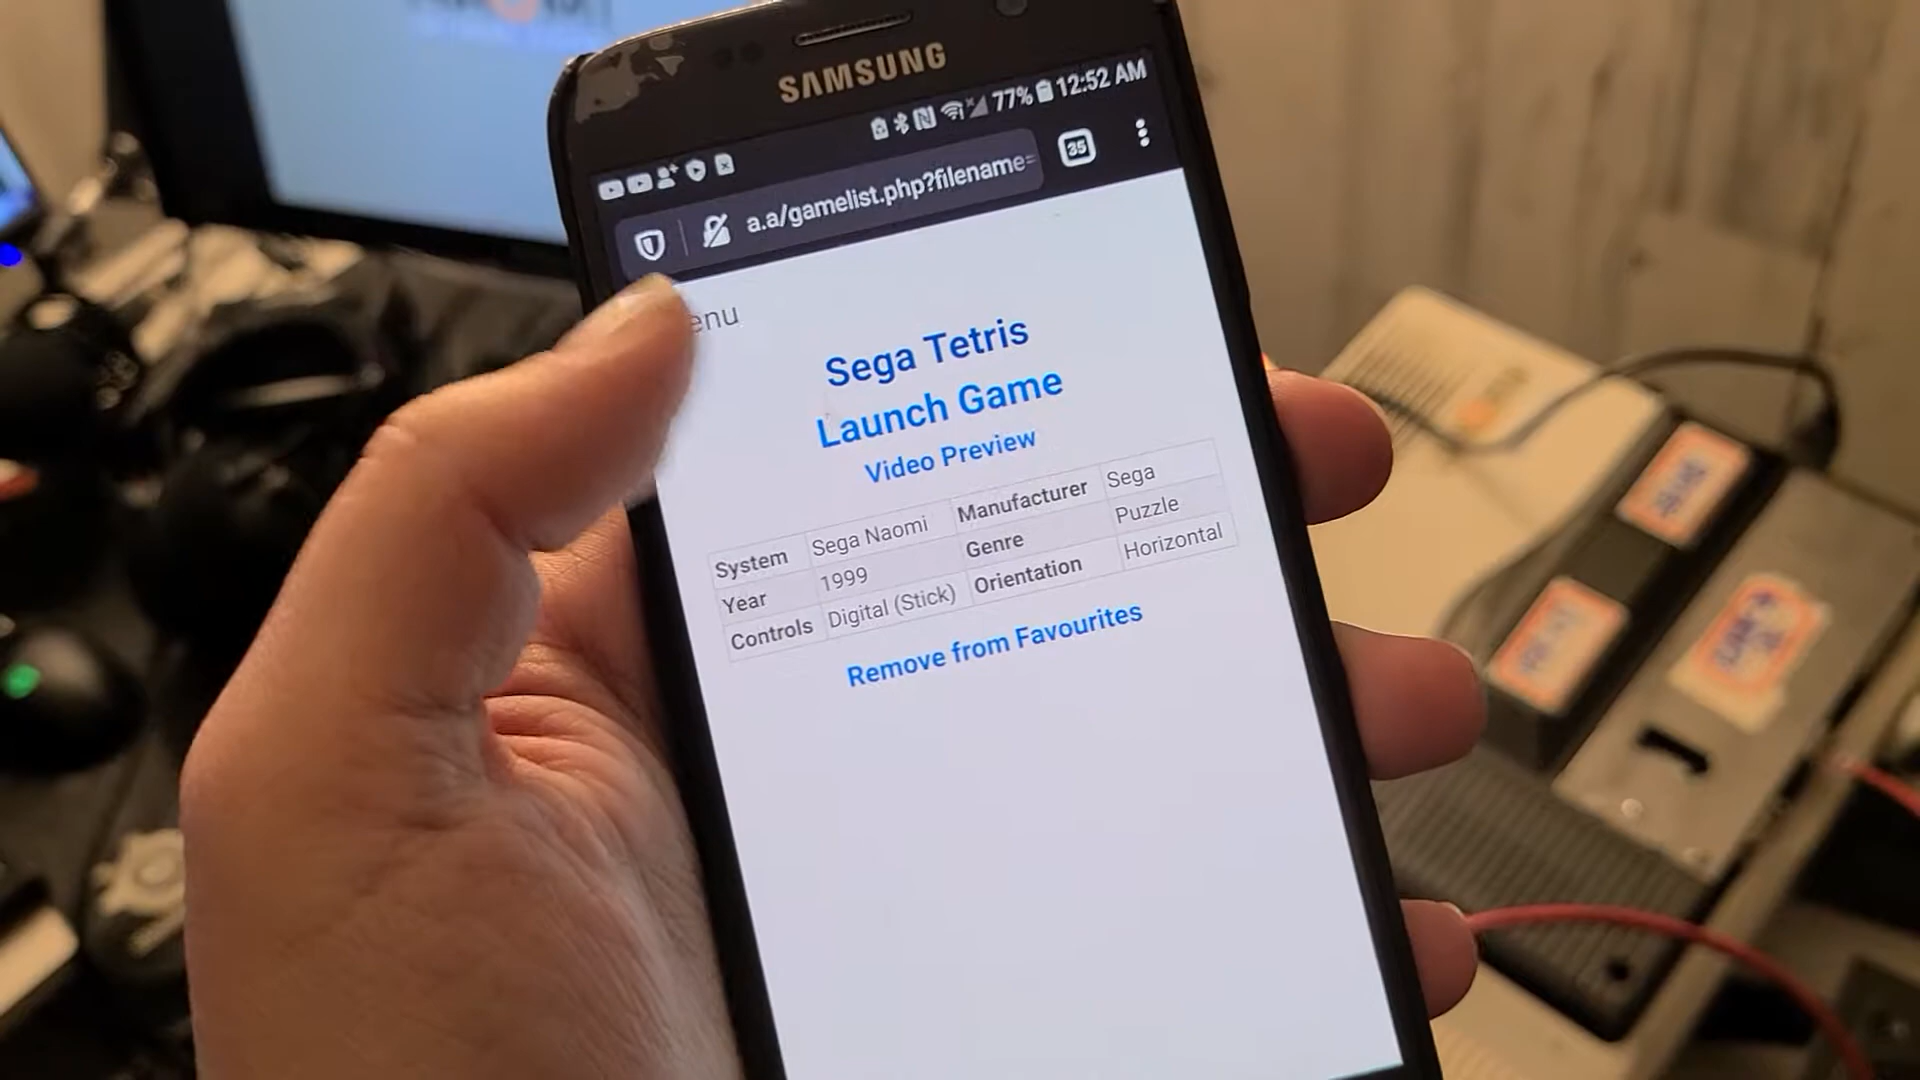 SAMSUNG
77% 12:52 AM
a.a/gamelist.php?filename=
35
enu
Sega Tetris
Launch Game
Video Preview
System Sega Naomi Manufacturer Sega
Year 1999 Genre Puzzle
Controls Digital (Stick) Orientation Horizontal
Remove from Favourites